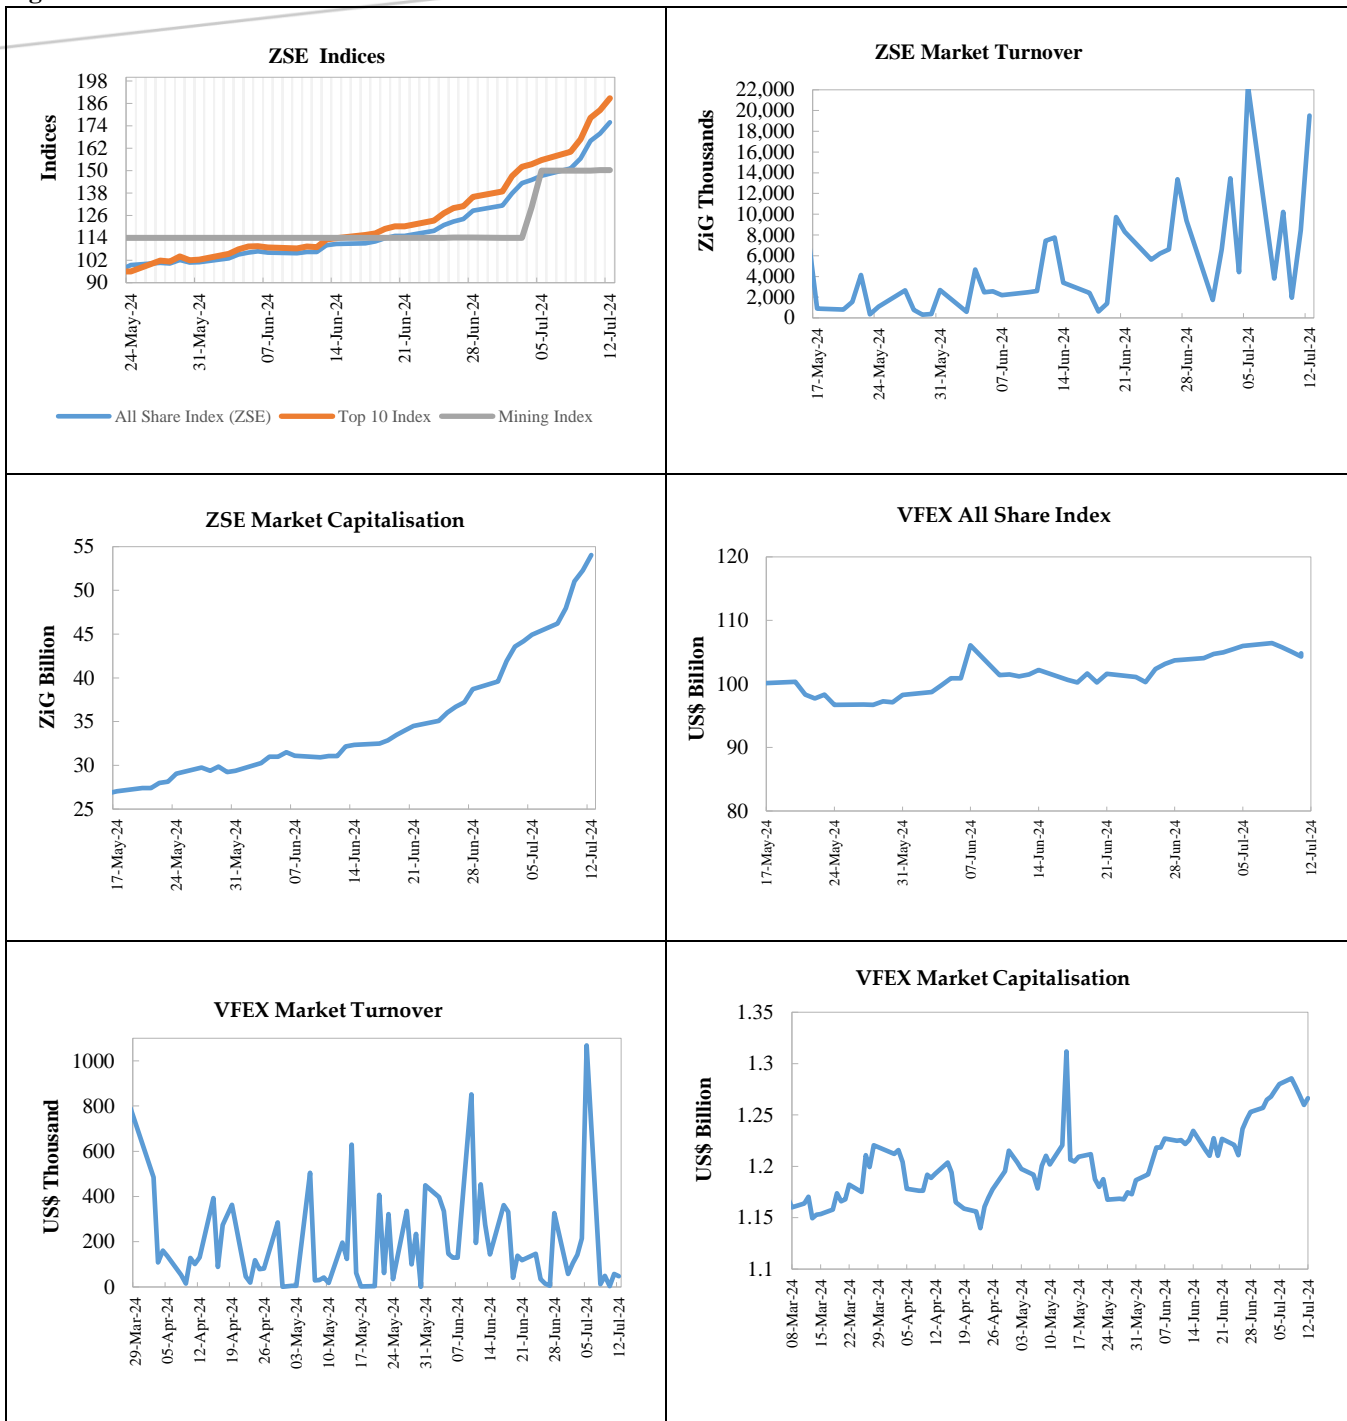 ZSE Indices
Indices
198
186
174
162
150
138
126
114
102
90
24-May-24
31-May-24
07-Jun-24
14-Jun-24
21-Jun-24
28-Jun-24
05-Jul-24
12-Jul-24
All Share Index (ZSE) Top 10 Index Mining Index
ZSE Market Turnover
ZiG Thousands
22,000
20,000
18,000
16,000
14,000
12,000
10,000
8,000
6,000
4,000
2,000
0
17-May-24
24-May-24
31-May-24
07-Jun-24
14-Jun-24
21-Jun-24
28-Jun-24
05-Jul-24
12-Jul-24
ZSE Market Capitalisation
ZiG Billion
55
50
45
40
35
30
25
17-May-24
24-May-24
31-May-24
07-Jun-24
14-Jun-24
21-Jun-24
28-Jun-24
05-Jul-24
12-Jul-24
VFEX All Share Index
US$ Bililon
120
110
100
90
80
17-May-24
24-May-24
31-May-24
07-Jun-24
14-Jun-24
21-Jun-24
28-Jun-24
05-Jul-24
12-Jul-24
VFEX Market Turnover
US$ Thousand
1000
800
600
400
200
0
29-Mar-24
05-Apr-24
12-Apr-24
19-Apr-24
26-Apr-24
03-May-24
10-May-24
17-May-24
24-May-24
31-May-24
07-Jun-24
14-Jun-24
21-Jun-24
28-Jun-24
05-Jul-24
12-Jul-24
VFEX Market Capitalisation
US$ Billion
1.35
1.3
1.25
1.2
1.15
1.1
08-Mar-24
15-Mar-24
22-Mar-24
29-Mar-24
05-Apr-24
12-Apr-24
19-Apr-24
26-Apr-24
03-May-24
10-May-24
17-May-24
24-May-24
31-May-24
07-Jun-24
14-Jun-24
21-Jun-24
28-Jun-24
05-Jul-24
12-Jul-24